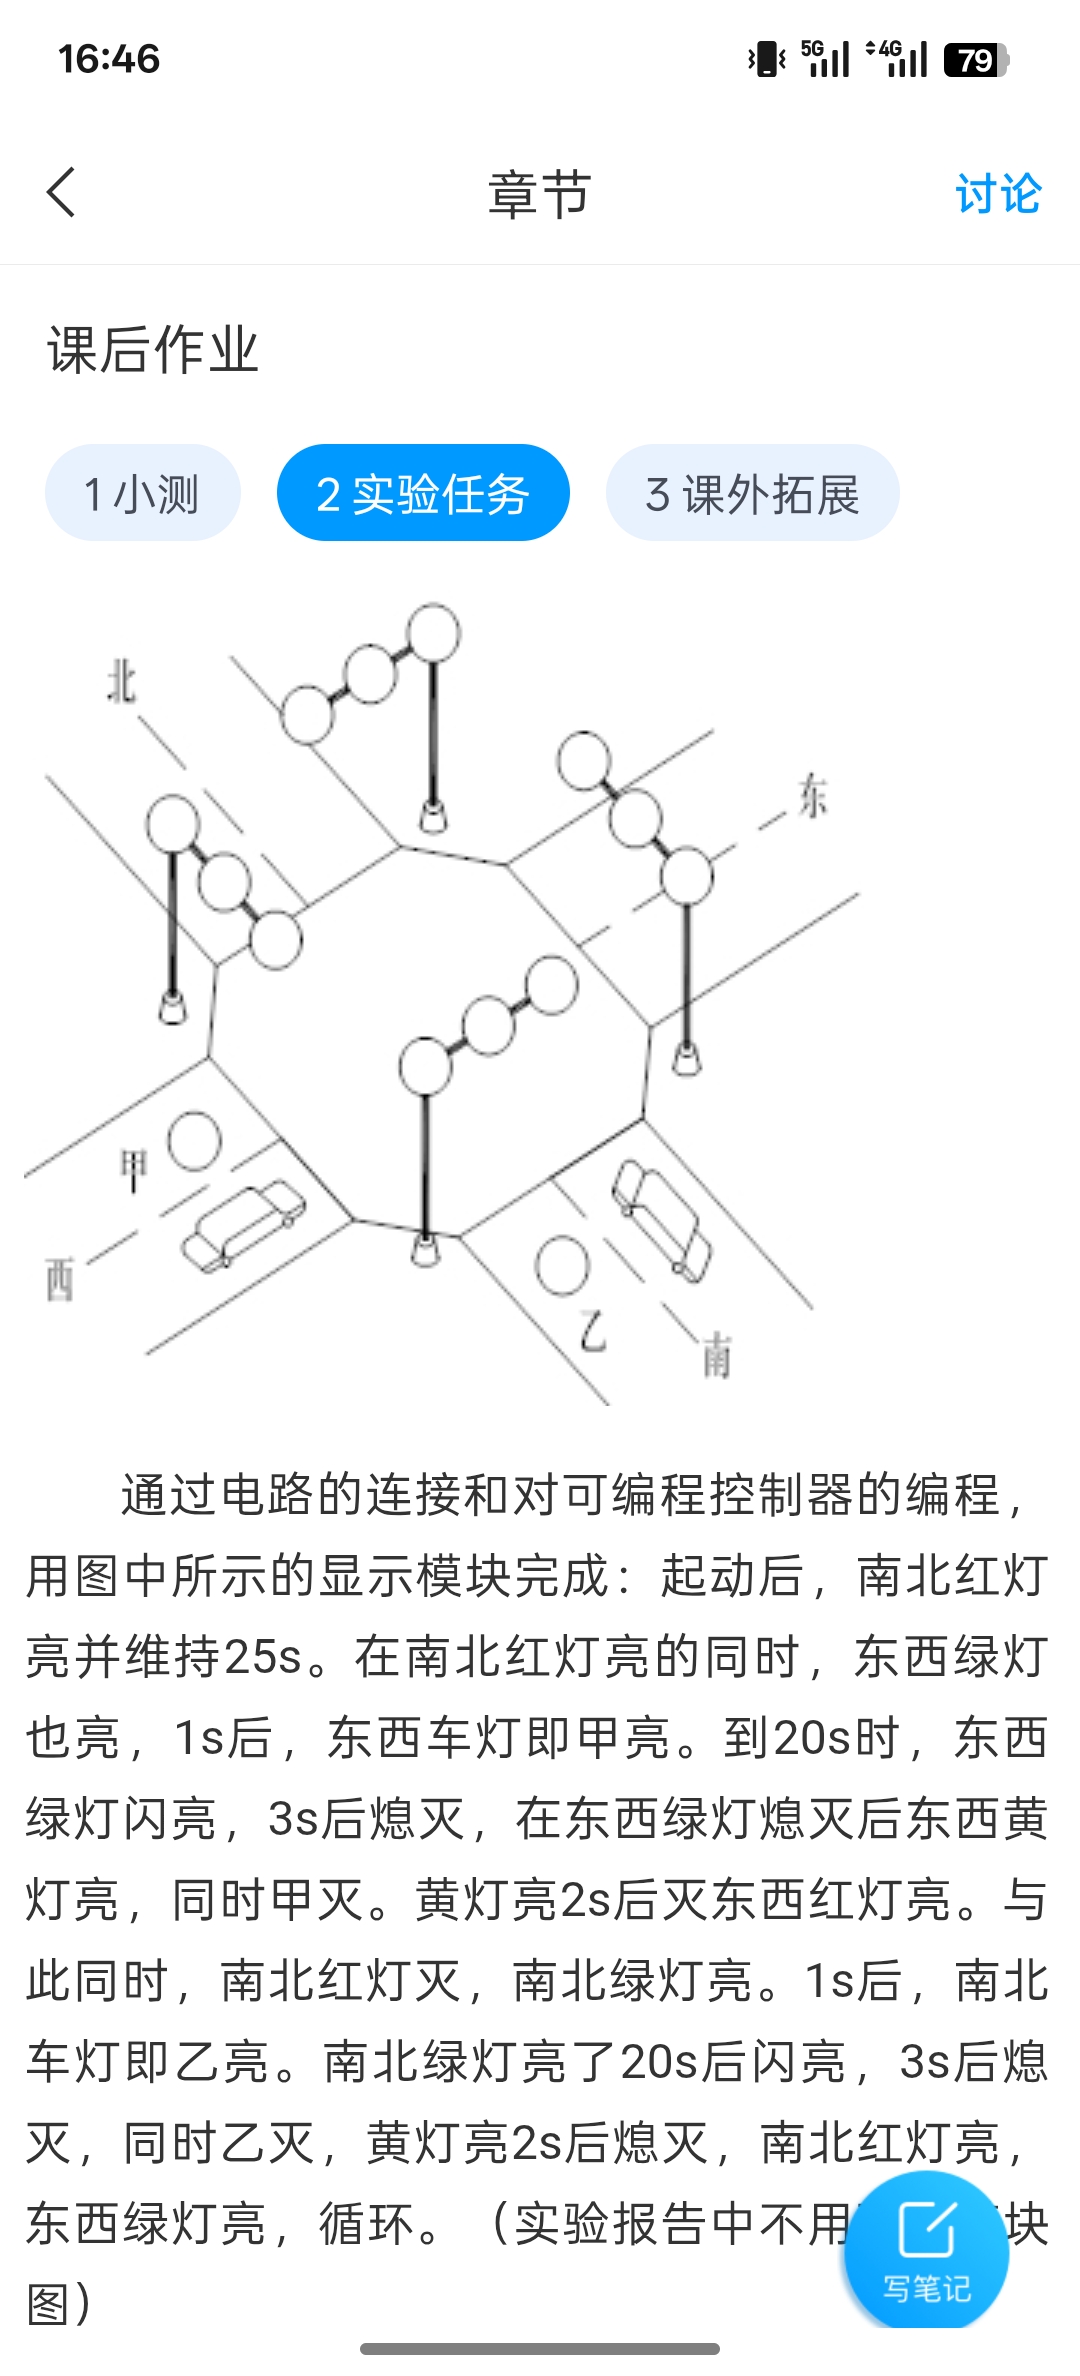 16:46
5G
4G
79
章节
讨论
课后作业
1 小测
2 实验任务
3 课外拓展
北
东
甲
西
乙
南
通过电路的连接和对可编程控制器的编程，
用图中所示的显示模块完成：起动后，南北红灯
亮并维持25s。在南北红灯亮的同时，东西绿灯
也亮，1s后，东西车灯即甲亮。到20s时，东西
绿灯闪亮，3s后熄灭，在东西绿灯熄灭后东西黄
灯亮，同时甲灭。黄灯亮2s后灭东西红灯亮。与
此同时，南北红灯灭，南北绿灯亮。1s后，南北
车灯即乙亮。南北绿灯亮了20s后闪亮，3s后熄
灭，同时乙灭，黄灯亮2s后熄灭，南北红灯亮，
东西绿灯亮，循环。（实验报告中不用 块
图）
写笔记